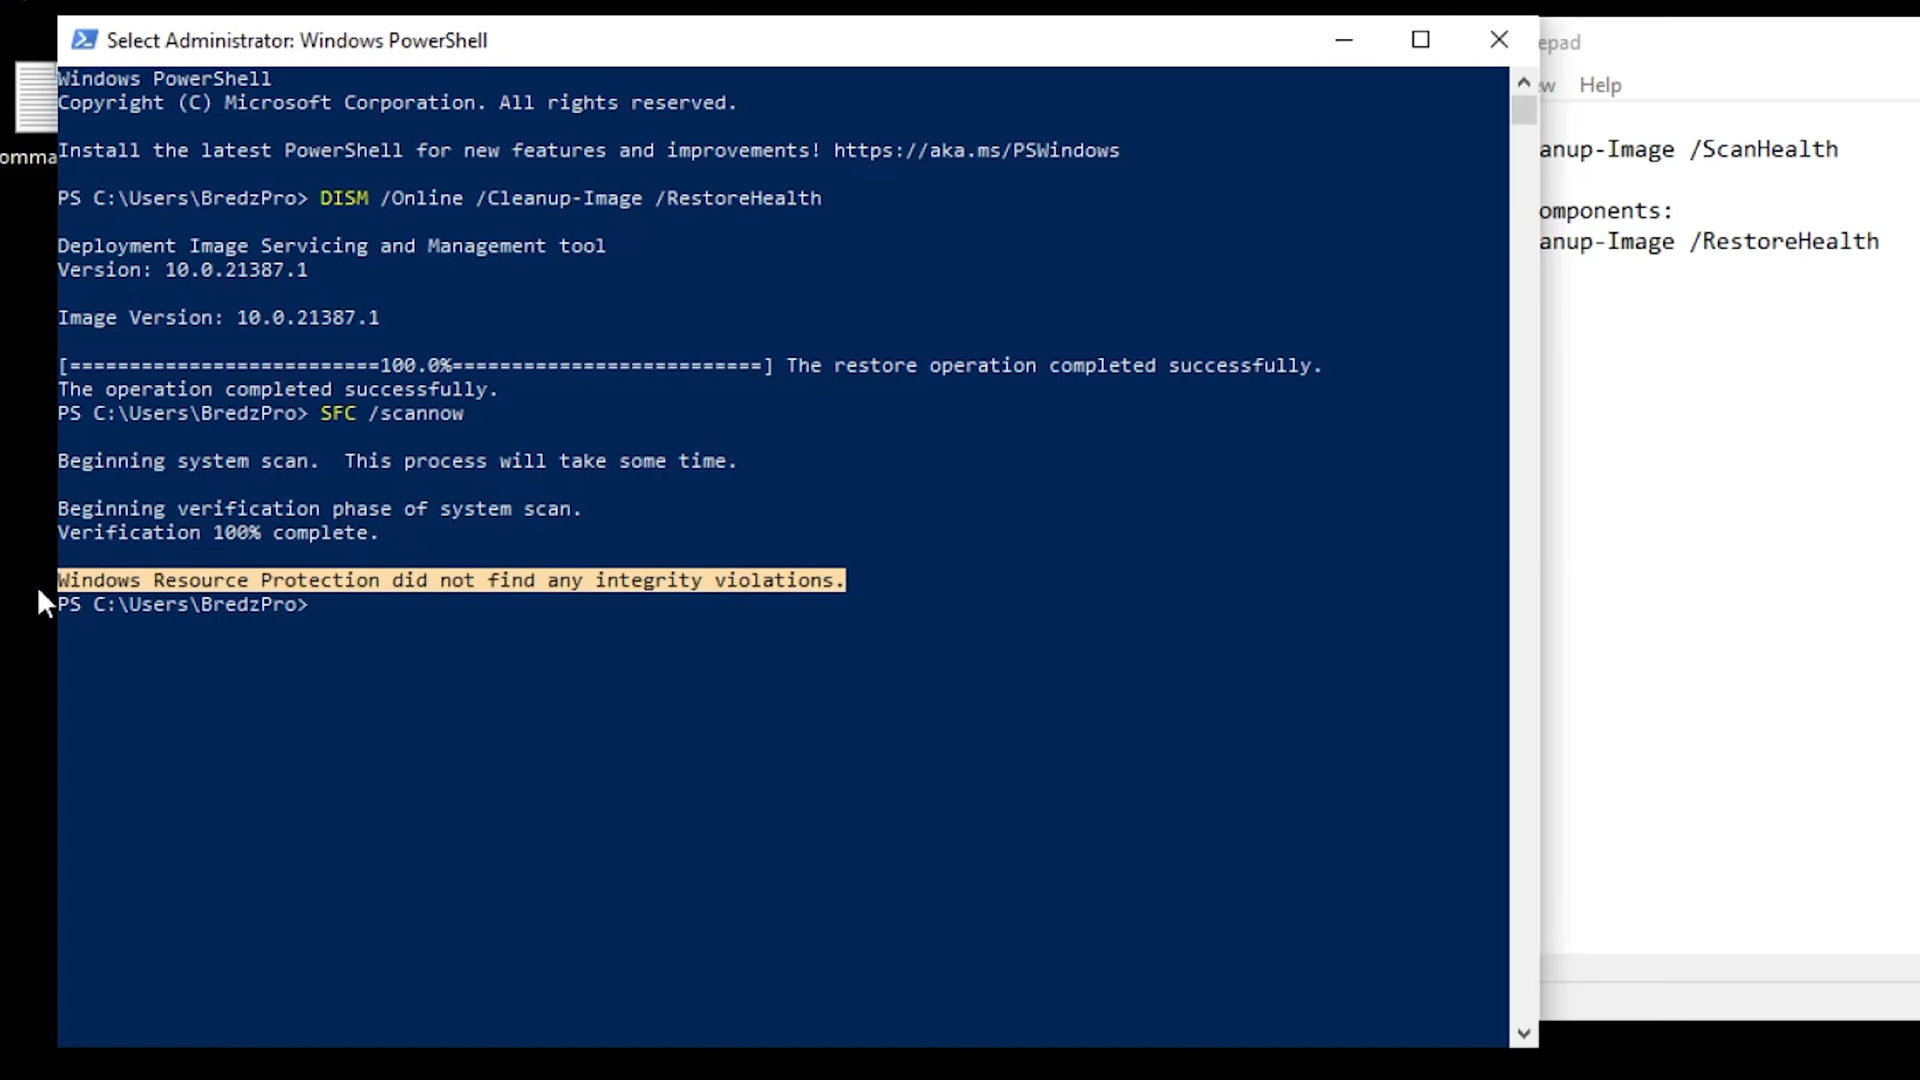 Select Administrator: Windows PowerShell
Windows PowerShell
Copyright (C) Microsoft Corporation. All rights reserved.
Install the latest PowerShell for new features and improvements! https://aka.ms/PSWindows
PS C:\Users\BredzPro> DISM /Online /Cleanup-Image /RestoreHealth
Deployment Image Servicing and Management tool
Version: 10.0.21387.1
Image Version: 10.0.21387.1
[==========================100.0%==========================] The restore operation completed successfully.
The operation completed successfully.
PS C:\Users\BredzPro> SFC /scannow
Beginning system scan.  This process will take some time.
Beginning verification phase of system scan.
Verification 100% complete.
Windows Resource Protection did not find any integrity violations.
PS C:\Users\BredzPro>
omma
epad
ew Help
anup-Image /ScanHealth
omponents:
anup-Image /RestoreHealth